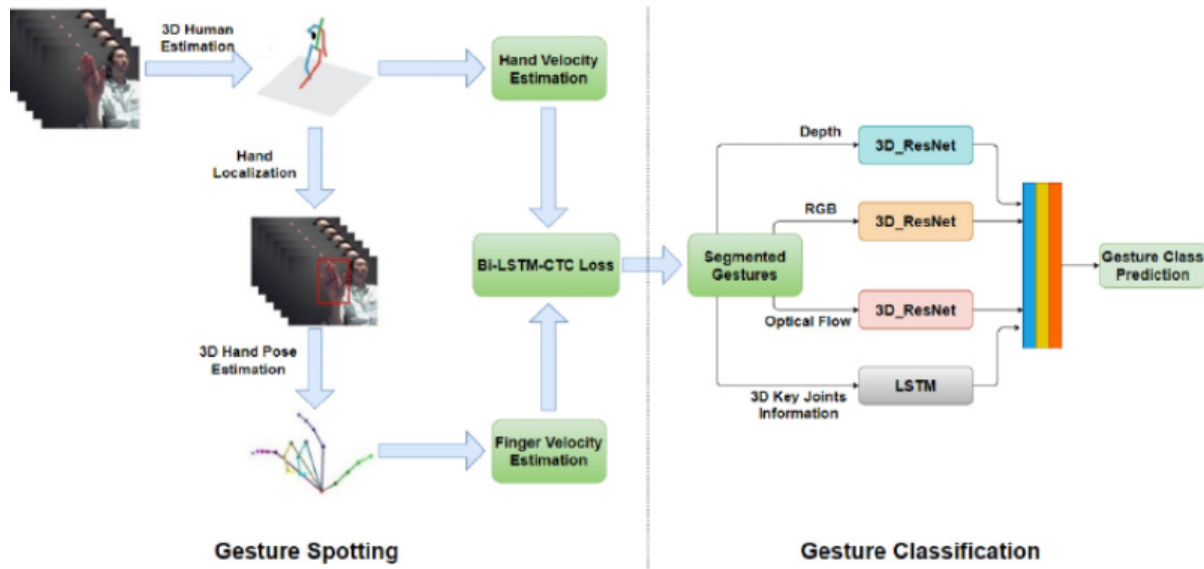 3D Human
Estimation
Hand Velocity
Estimation
Hand
Localization
Bi-LSTM-CTC Loss
3D Hand Pose
Estimation
Finger Velocity
Estimation
Gesture Spotting
Segmented
Gestures
Depth
3D_ResNet
RGB
3D_ResNet
Optical Flow
3D_ResNet
3D Key Joints
Information
LSTM
Gesture Class
Prediction
Gesture Classification